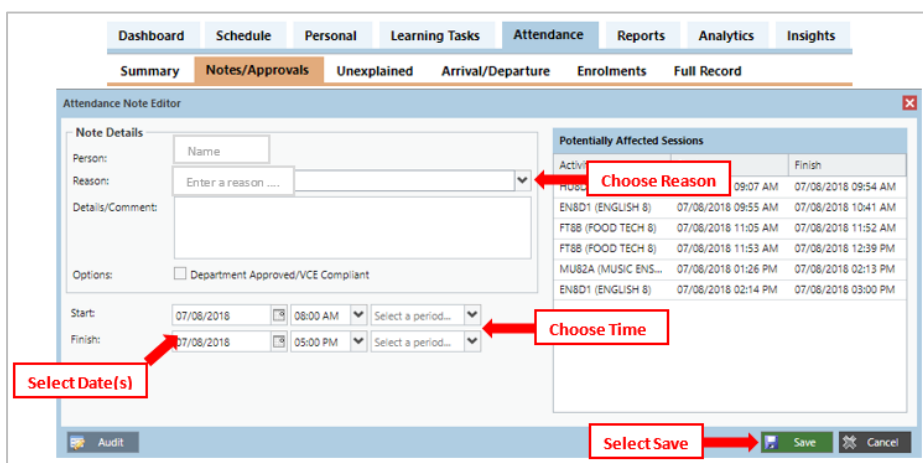 Dashboard Schedule Personal Learning Tasks Attendance Reports Analytics Insights
Summary Notes/Approvals Unexplained Arrival/Departure Enrolments Full Record
Attendance Note Editor
Note Details
Person: Name
Reason: Enter a reason ....
Choose Reason
Details/Comment:
Options: Department Approved/VCE Compliant
Start: 07/08/2018 08:00 AM Select a period...
Choose Time
Finish: 07/08/2018 05:00 PM Select a period...
Select Date(s)
Potentially Affected Sessions
Finish
09:07 AM 07/08/2018 09:54 AM
EN8D1 (ENGLISH 8) 07/08/2018 09:55 AM 07/08/2018 10:41 AM
FT8B (FOOD TECH 8) 07/08/2018 11:05 AM 07/08/2018 11:52 AM
FT8B (FOOD TECH 8) 07/08/2018 11:53 AM 07/08/2018 12:39 PM
MU82A (MUSIC ENS... 07/08/2018 01:26 PM 07/08/2018 02:13 PM
EN8D1 (ENGLISH 8) 07/08/2018 02:14 PM 07/08/2018 03:00 PM
Audit Select Save Save Cancel